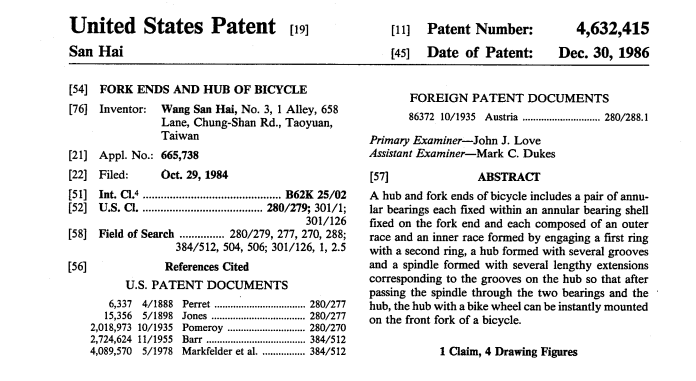 United States Patent [19]
San Hai
[11] Patent Number: 4,632,415
[45] Date of Patent: Dec. 30, 1986
[54] FORK ENDS AND HUB OF BICYCLE
[76] Inventor: Wang San Hai, No. 3, 1 Alley, 658
Lane, Chung-Shan Rd., Taoyuan,
Taiwan
[21] Appl. No.: 665,738
[22] Filed: Oct. 29, 1984
[51] Int. Cl.⁴ .......................................... B62K 25/02
[52] U.S. Cl. ..................................... 280/279; 301/1;
301/126
[58] Field of Search ............... 280/279, 277, 270, 288;
384/512, 504, 506; 301/126, 1, 2.5
[56] References Cited
U.S. PATENT DOCUMENTS
6,337 4/1888 Perret ................................. 280/277
15,356 5/1898 Jones .................................. 280/277
2,018,973 10/1935 Pomeroy ............................ 280/270
2,724,624 11/1955 Barr .................................... 384/512
4,089,570 5/1978 Markfelder et al. ................ 384/512
FOREIGN PATENT DOCUMENTS
86372 10/1935 Austria ............................ 280/288.1
Primary Examiner—John J. Love
Assistant Examiner—Mark C. Dukes
[57] ABSTRACT
A hub and fork ends of bicycle includes a pair of annu-
lar bearings each fixed within an annular bearing shell
fixed on the fork end and each composed of an outer
race and an inner race formed by engaging a first ring
with a second ring, a hub formed with several grooves
and a spindle formed with several lengthy extensions
corresponding to the grooves on the hub so that after
passing the spindle through the two bearings and the
hub, the hub with a bike wheel can be instantly mounted
on the front fork of a bicycle.
1 Claim, 4 Drawing Figures